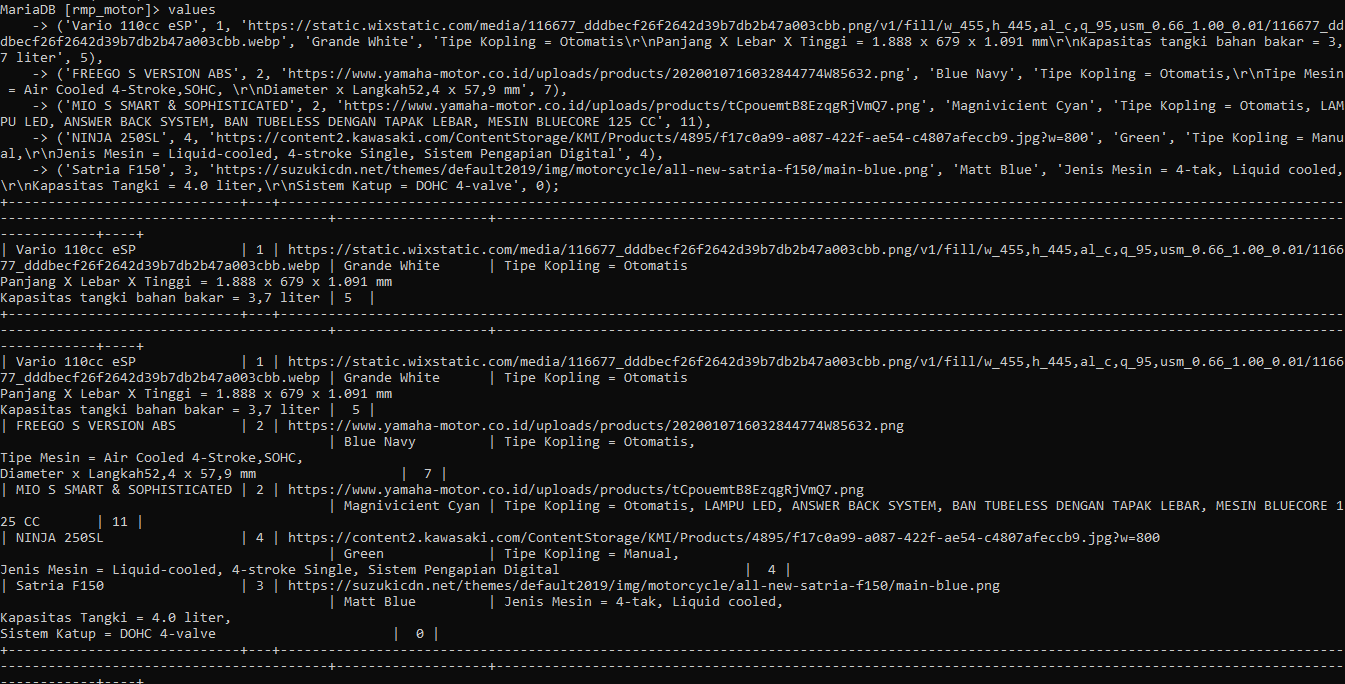 MariaDB [rmp_motor]> values
    -> ('Vario 110cc eSP', 1, 'https://static.wixstatic.com/media/116677_dddbecf26f26642d39b7db2b47a003cbb.png/v1/fill/w_455,h_445,al_c,q_95,usm_0.66_1.00_0.01/116677_dd
dbecf26f2642d39b7db2b47a003cbb.webp', 'Grande White', 'Tipe Kopling = Otomatis\r\nPanjang X Lebar X Tinggi = 1.888 x 679 x 1.091 mm\r\nKapasitas tangki bahan bakar = 3,
7 liter', 5),
    -> ('FREEGO S VERSION ABS', 2, 'https://www.yamaha-motor.co.id/uploads/products/2020010716032844774W85632.png', 'Blue Navy', 'Tipe Kopling = Otomatis,\r\nTipe Mesin
 = Air Cooled 4-Stroke,SOHC, \r\nDiameter x Langkah52,4 x 57,9 mm', 7),
    -> ('MIO S SMART & SOPHISTICATED', 2, 'https://www.yamaha-motor.co.id/uploads/products/tCpouemtB8EzqgRjVmQ7.png', 'Magnivicient Cyan', 'Tipe Kopling = Otomatis, LAM
PU LED, ANSWER BACK SYSTEM, BAN TUBELESS DENGAN TAPAK LEBAR, MESIN BLUECORE 125 CC', 11),
    -> ('NINJA 250SL', 4, 'https://content2.kawasaki.com/ContentStorage/KMI/Products/4895/f17c0a99-a087-422f-ae54-c4807afeccb9.jpg?w=800', 'Green', 'Tipe Kopling = Manu
al,\r\nJenis Mesin = Liquid-cooled, 4-stroke Single, Sistem Pengapian Digital', 4),
    -> ('Satria F150', 3, 'https://suzukicdn.net/themes/default2019/img/motorcycle/all-new-satria-f150/main-blue.png', 'Matt Blue', 'Jenis Mesin = 4-tak, Liquid cooled,
\r\nKapasitas Tangki = 4.0 liter,\r\nSistem Katup = DOHC 4-valve', 0);
| Vario 110cc eSP | 1 | https://static.wixstatic.com/media/116677_dddbecf26f2642d39b7db2b47a003cbb.png/v1/fill/w_455,h_445,al_c,q_95,usm_0.66_1.00_0.01/1166
77_dddbecf26f2642d39b7db2b47a003cbb.webp | Grande White | Tipe Kopling = Otomatis
Panjang X Lebar X Tinggi = 1.888 x 679 x 1.091 mm
Kapasitas tangki bahan bakar = 3,7 liter | 5 |
| Vario 110cc eSP | 1 | https://static.wixstatic.com/media/116677_dddbecf26f2642d39b7db2b47a003cbb.png/v1/fill/w_455,h_445,al_c,q_95,usm_0.66_1.00_0.01/1166
77_dddbecf26f2642d39b7db2b47a003cbb.webp | Grande White | Tipe Kopling = Otomatis
Panjang X Lebar X Tinggi = 1.888 x 679 x 1.091 mm
Kapasitas tangki bahan bakar = 3,7 liter | 5 |
| FREEGO S VERSION ABS | 2 | https://www.yamaha-motor.co.id/uploads/products/2020010716032844774W85632.png
| Blue Navy | Tipe Kopling = Otomatis,
Tipe Mesin = Air Cooled 4-Stroke,SOHC,
Diameter x Langkah52,4 x 57,9 mm | 7 |
| MIO S SMART & SOPHISTICATED | 2 | https://www.yamaha-motor.co.id/uploads/products/tCpouemtB8EzqgRjVmQ7.png
| Magnivicient Cyan | Tipe Kopling = Otomatis, LAMPU LED, ANSWER BACK SYSTEM, BAN TUBELESS DENGAN TAPAK LEBAR, MESIN BLUECORE 1
25 CC | 11 |
| NINJA 250SL | 4 | https://content2.kawasaki.com/ContentStorage/KMI/Products/4895/f17c0a99-a087-422f-ae54-c4807afeccb9.jpg?w=800
| Green | Tipe Kopling = Manual,
Jenis Mesin = Liquid-cooled, 4-stroke Single, Sistem Pengapian Digital | 4 |
| Satria F150 | 3 | https://suzukicdn.net/themes/default2019/img/motorcycle/all-new-satria-f150/main-blue.png
| Matt Blue | Jenis Mesin = 4-tak, Liquid cooled,
Kapasitas Tangki = 4.0 liter,
Sistem Katup = DOHC 4-valve | 0 |